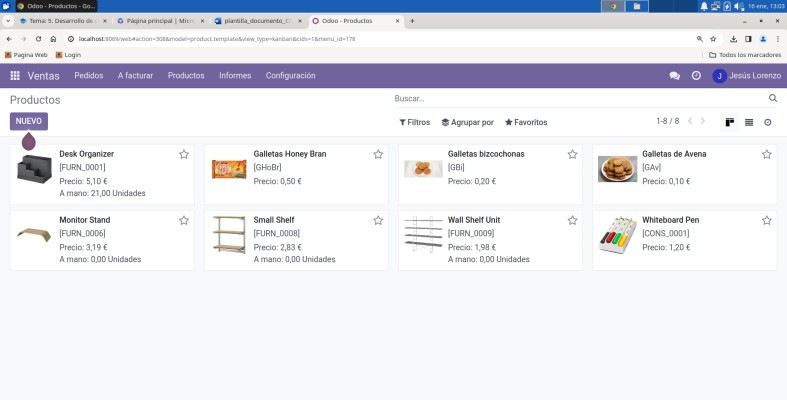 Odoo - Productos - Go...
16 ene, 13:03
Tema: 5. Desarrollo de c
Página principal | Micro
plantilla_documento_O
Odoo - Productos
localhost:8069/web#action=308&model=product.template&view_type=kanban&cids=1&menu_id=178
Pagina Web
Login
Todos los marcadores
Ventas
Pedidos
A facturar
Productos
Informes
Configuración
J
Jesús Lorenzo
Productos
Buscar...
NUEVO
Filtros
Agrupar por
Favoritos
1-8 / 8
Desk Organizer
[FURN_0001]
Precio: 5,10 €
A mano: 21,00 Unidades
Galletas Honey Bran
[GHoBr]
Precio: 0,50 €
Galletas bizcochonas
[GBi]
Precio: 0,20 €
Galletas de Avena
[GAv]
Precio: 0,10 €
Monitor Stand
[FURN_0006]
Precio: 3,19 €
A mano: 0,00 Unidades
Small Shelf
[FURN_0008]
Precio: 2,83 €
A mano: 0,00 Unidades
Wall Shelf Unit
[FURN_0009]
Precio: 1,98 €
A mano: 0,00 Unidades
Whiteboard Pen
[CONS_0001]
Precio: 1,20 €